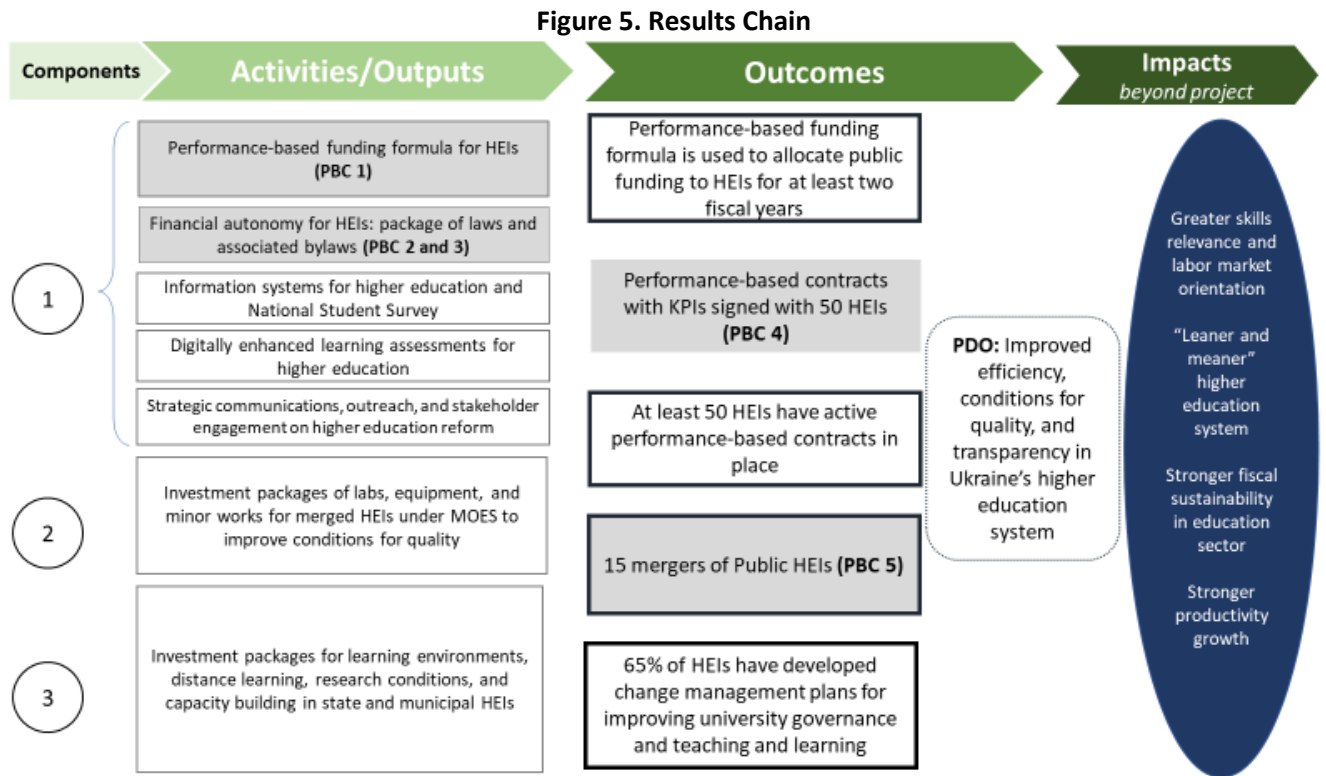 Figure 5. Results Chain
Components
Activities/Outputs
Outcomes
Impacts
beyond project
1
Performance-based funding formula for HEIs
(PBC 1)
Financial autonomy for HEIs: package of laws and
associated bylaws (PBC 2 and 3)
Information systems for higher education and
National Student Survey
Digitally enhanced learning assessments for
higher education
Strategic communications, outreach, and stakeholder
engagement on higher education reform
2
Investment packages of labs, equipment, and
minor works for merged HEIs under MOES to
improve conditions for quality
3
Investment packages for learning environments,
distance learning, research conditions, and
capacity building in state and municipal HEIs
Performance-based funding
formula is used to allocate public
funding to HEIs for at least two
fiscal years
Performance-based contracts
with KPIs signed with 50 HEIs
(PBC 4)
At least 50 HEIs have active
performance-based contracts in
place
15 mergers of Public HEIs (PBC 5)
65% of HEIs have developed
change management plans for
improving university governance
and teaching and learning
PDO: Improved
efficiency,
conditions for
quality, and
transparency in
Ukraine's higher
education
system
Greater skills
relevance and
labor market
orientation
“Leaner and
meaner”
higher
education
system
Stronger fiscal
sustainability
in education
sector
Stronger
productivity
growth